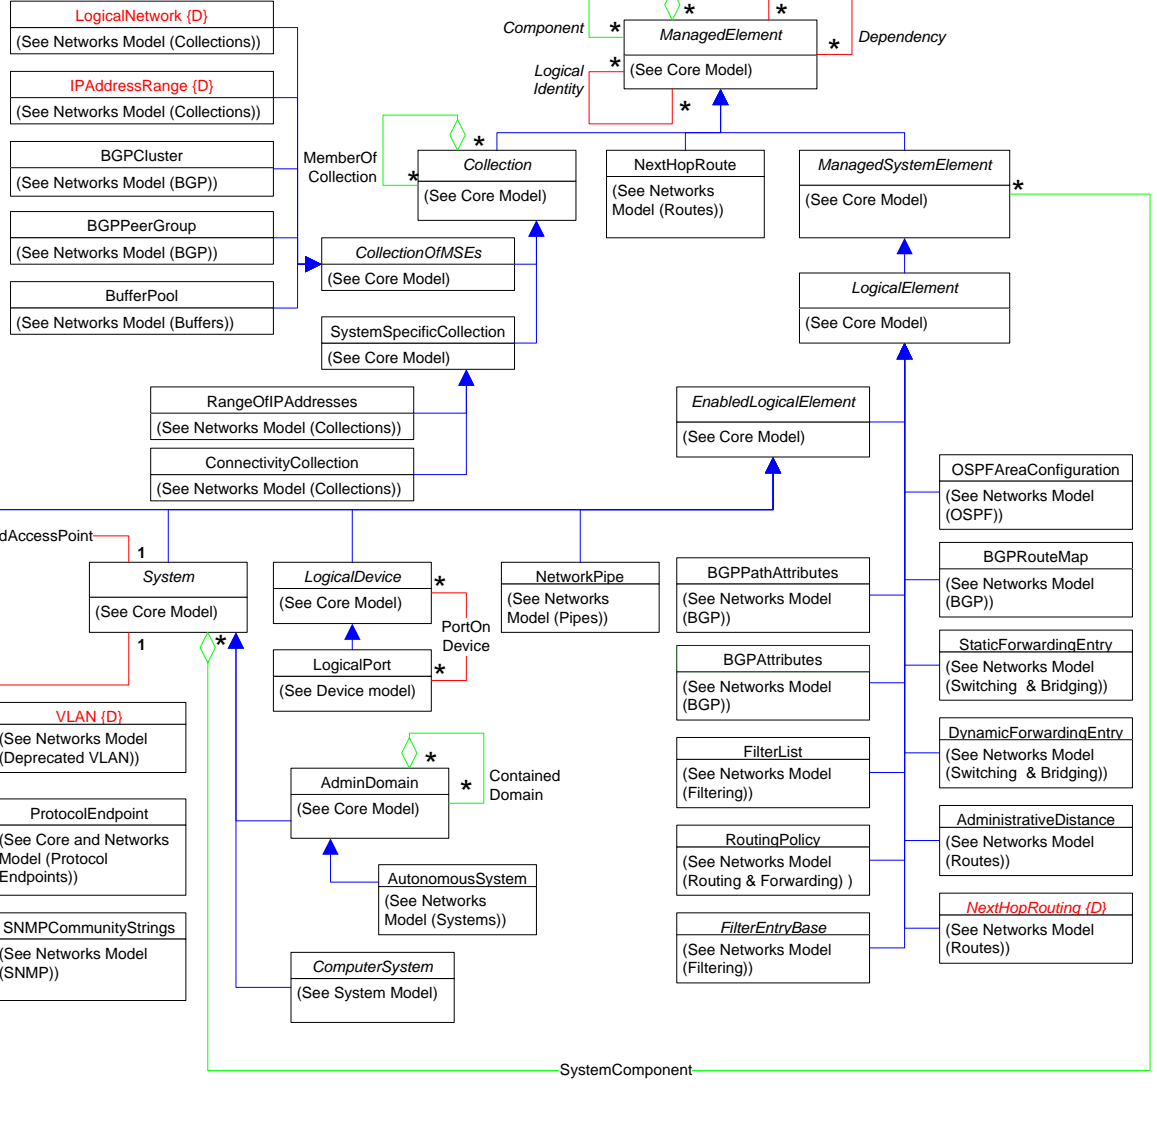 LogicalNetwork {D}
(See Networks Model (Collections))
IPAddressRange {D}
(See Networks Model (Collections))
BGPCluster
(See Networks Model (BGP))
BGPPeerGroup
(See Networks Model (BGP))
BufferPool
(See Networks Model (Buffers))
Component
*
*
*
ManagedElement
(See Core Model)
*
Dependency
Logical
Identity
*
*
MemberOf
Collection
*
*
Collection
(See Core Model)
NextHopRoute
(See Networks
Model (Routes))
ManagedSystemElement
(See Core Model)
*
CollectionOfMSEs
(See Core Model)
LogicalElement
(See Core Model)
SystemSpecificCollection
(See Core Model)
RangeOfIPAddresses
(See Networks Model (Collections))
ConnectivityCollection
(See Networks Model (Collections))
EnabledLogicalElement
(See Core Model)
OSPFAreaConfiguration
(See Networks Model
(OSPF))
dAccessPoint
1
System
(See Core Model)
1
*
LogicalDevice
(See Core Model)
*
PortOn
Device
*
LogicalPort
(See Device model)
NetworkPipe
(See Networks
Model (Pipes))
BGPPathAttributes
(See Networks Model
(BGP))
BGPRouteMap
(See Networks Model
(BGP))
BGPAttributes
(See Networks Model
(BGP))
StaticForwardingEntry
(See Networks Model
(Switching  & Bridging))
VLAN {D}
(See Networks Model
(Deprecated VLAN))
FilterList
(See Networks Model
(Filtering))
DynamicForwardingEntry
(See Networks Model
(Switching  & Bridging))
*
*
Contained
Domain
AdminDomain
(See Core Model)
ProtocolEndpoint
(See Core and Networks
Model (Protocol
Endpoints))
RoutingPolicy
(See Networks Model
(Routing & Forwarding) )
AdministrativeDistance
(See Networks Model
(Routes))
AutonomousSystem
(See Networks
Model (Systems))
SNMPCommunityStrings
(See Networks Model
(SNMP))
FilterEntryBase
(See Networks Model
(Filtering))
NextHopRouting {D}
(See Networks Model
(Routes))
ComputerSystem
(See System Model)
SystemComponent